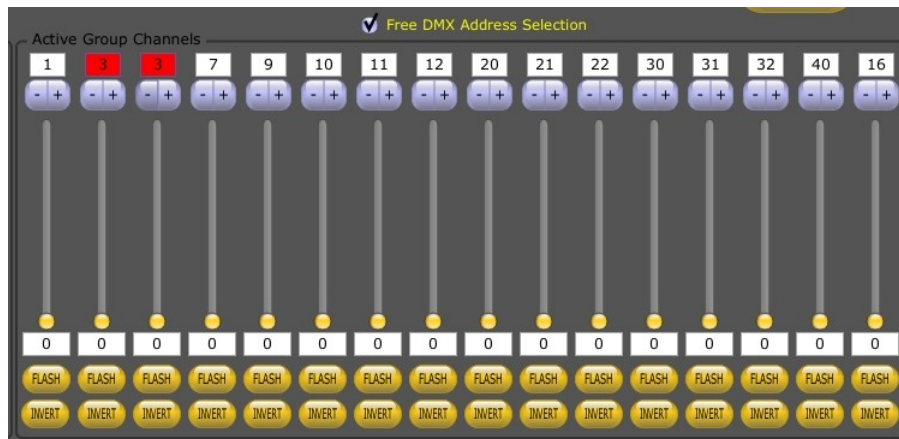 Free DMX Address Selection
Active Group Channels
1 3 3 7 9 10 11 12 20 21 22 30 31 32 40 16
- + - + - + - + - + - + - + - + - + - + - + - + - + - + - + - +
0 0 0 0 0 0 0 0 0 0 0 0 0 0 0 0
FLASH FLASH FLASH FLASH FLASH FLASH FLASH FLASH FLASH FLASH FLASH FLASH FLASH FLASH FLASH FLASH
INVERT INVERT INVERT INVERT INVERT INVERT INVERT INVERT INVERT INVERT INVERT INVERT INVERT INVERT INVERT INVERT